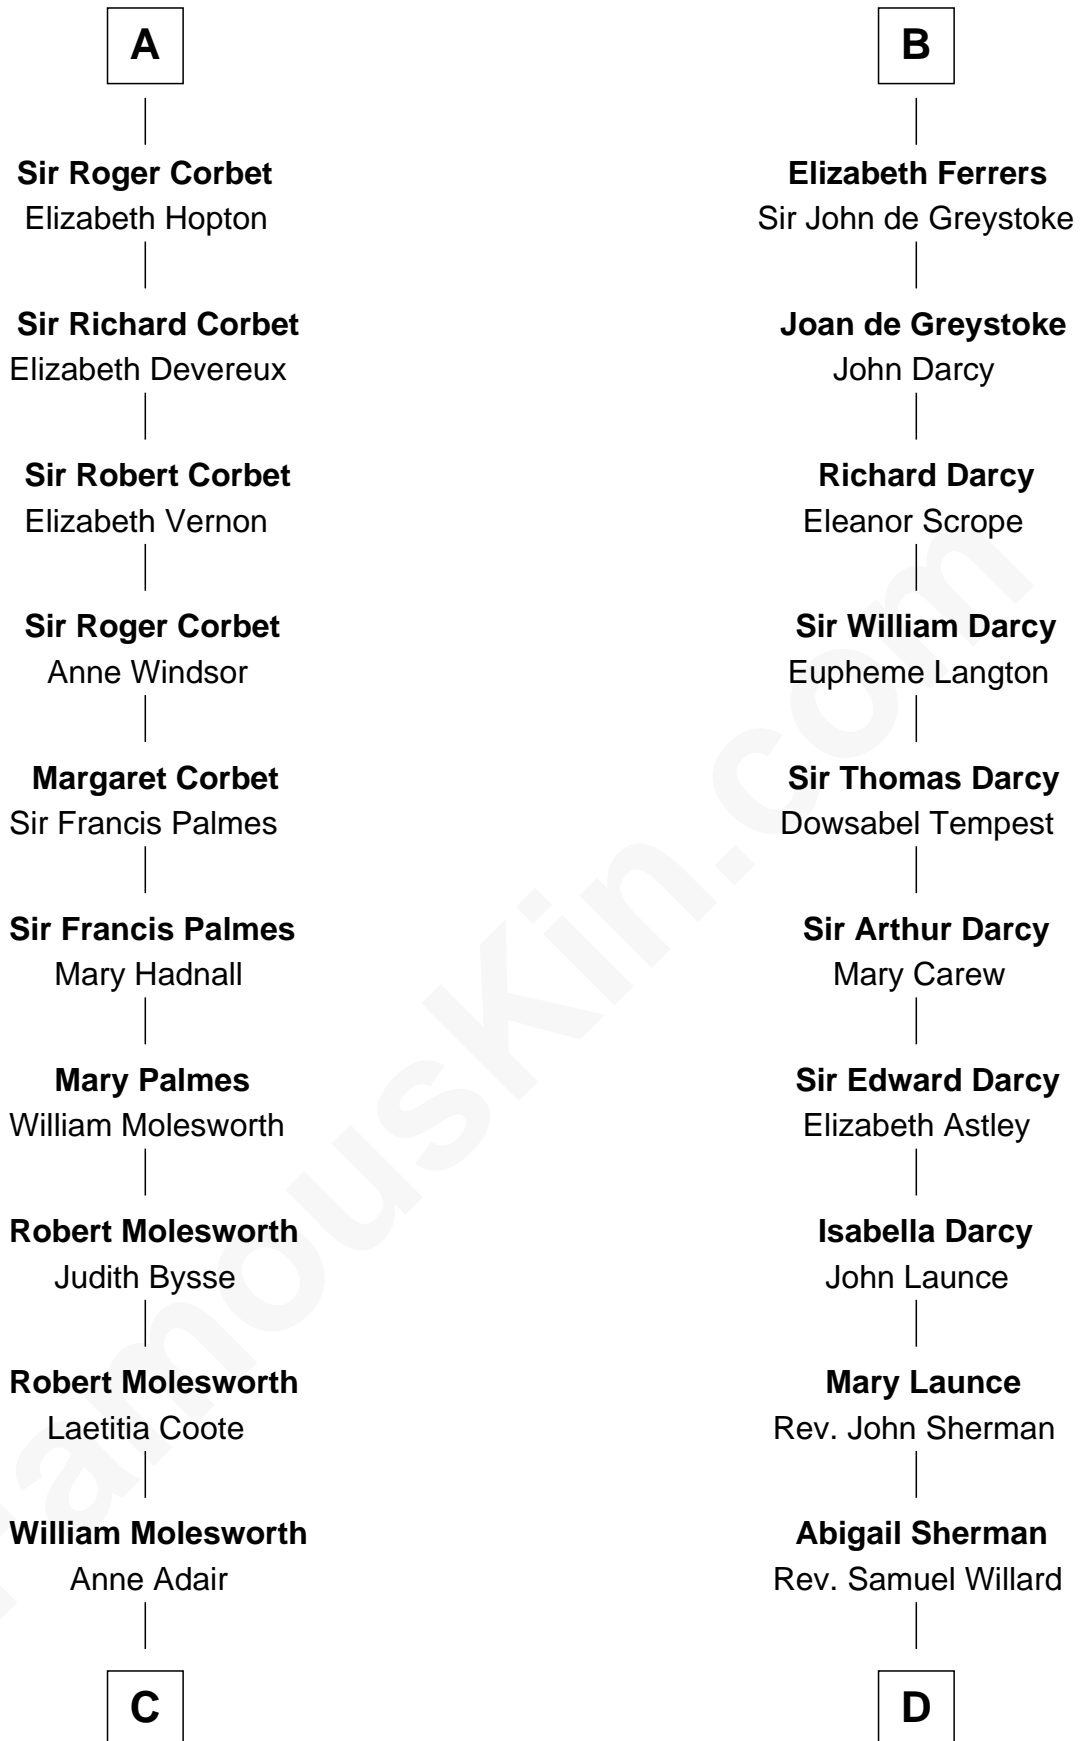 A
Sir Roger Corbet
Elizabeth Hopton
Sir Richard Corbet
Elizabeth Devereux
Sir Robert Corbet
Elizabeth Vernon
Sir Roger Corbet
Anne Windsor
Margaret Corbet
Sir Francis Palmes
Sir Francis Palmes
Mary Hadnall
Mary Palmes
William Molesworth
Robert Molesworth
Judith Bysse
Robert Molesworth
Laetitia Coote
William Molesworth
Anne Adair
C
B
Elizabeth Ferrers
Sir John de Greystoke
Joan de Greystoke
John Darcy
Richard Darcy
Eleanor Scrope
Sir William Darcy
Eupheme Langton
Sir Thomas Darcy
Dowsabel Tempest
Sir Arthur Darcy
Mary Carew
Sir Edward Darcy
Elizabeth Astley
Isabella Darcy
John Launce
Mary Launce
Rev. John Sherman
Abigail Sherman
Rev. Samuel Willard
D
FamousKin.com